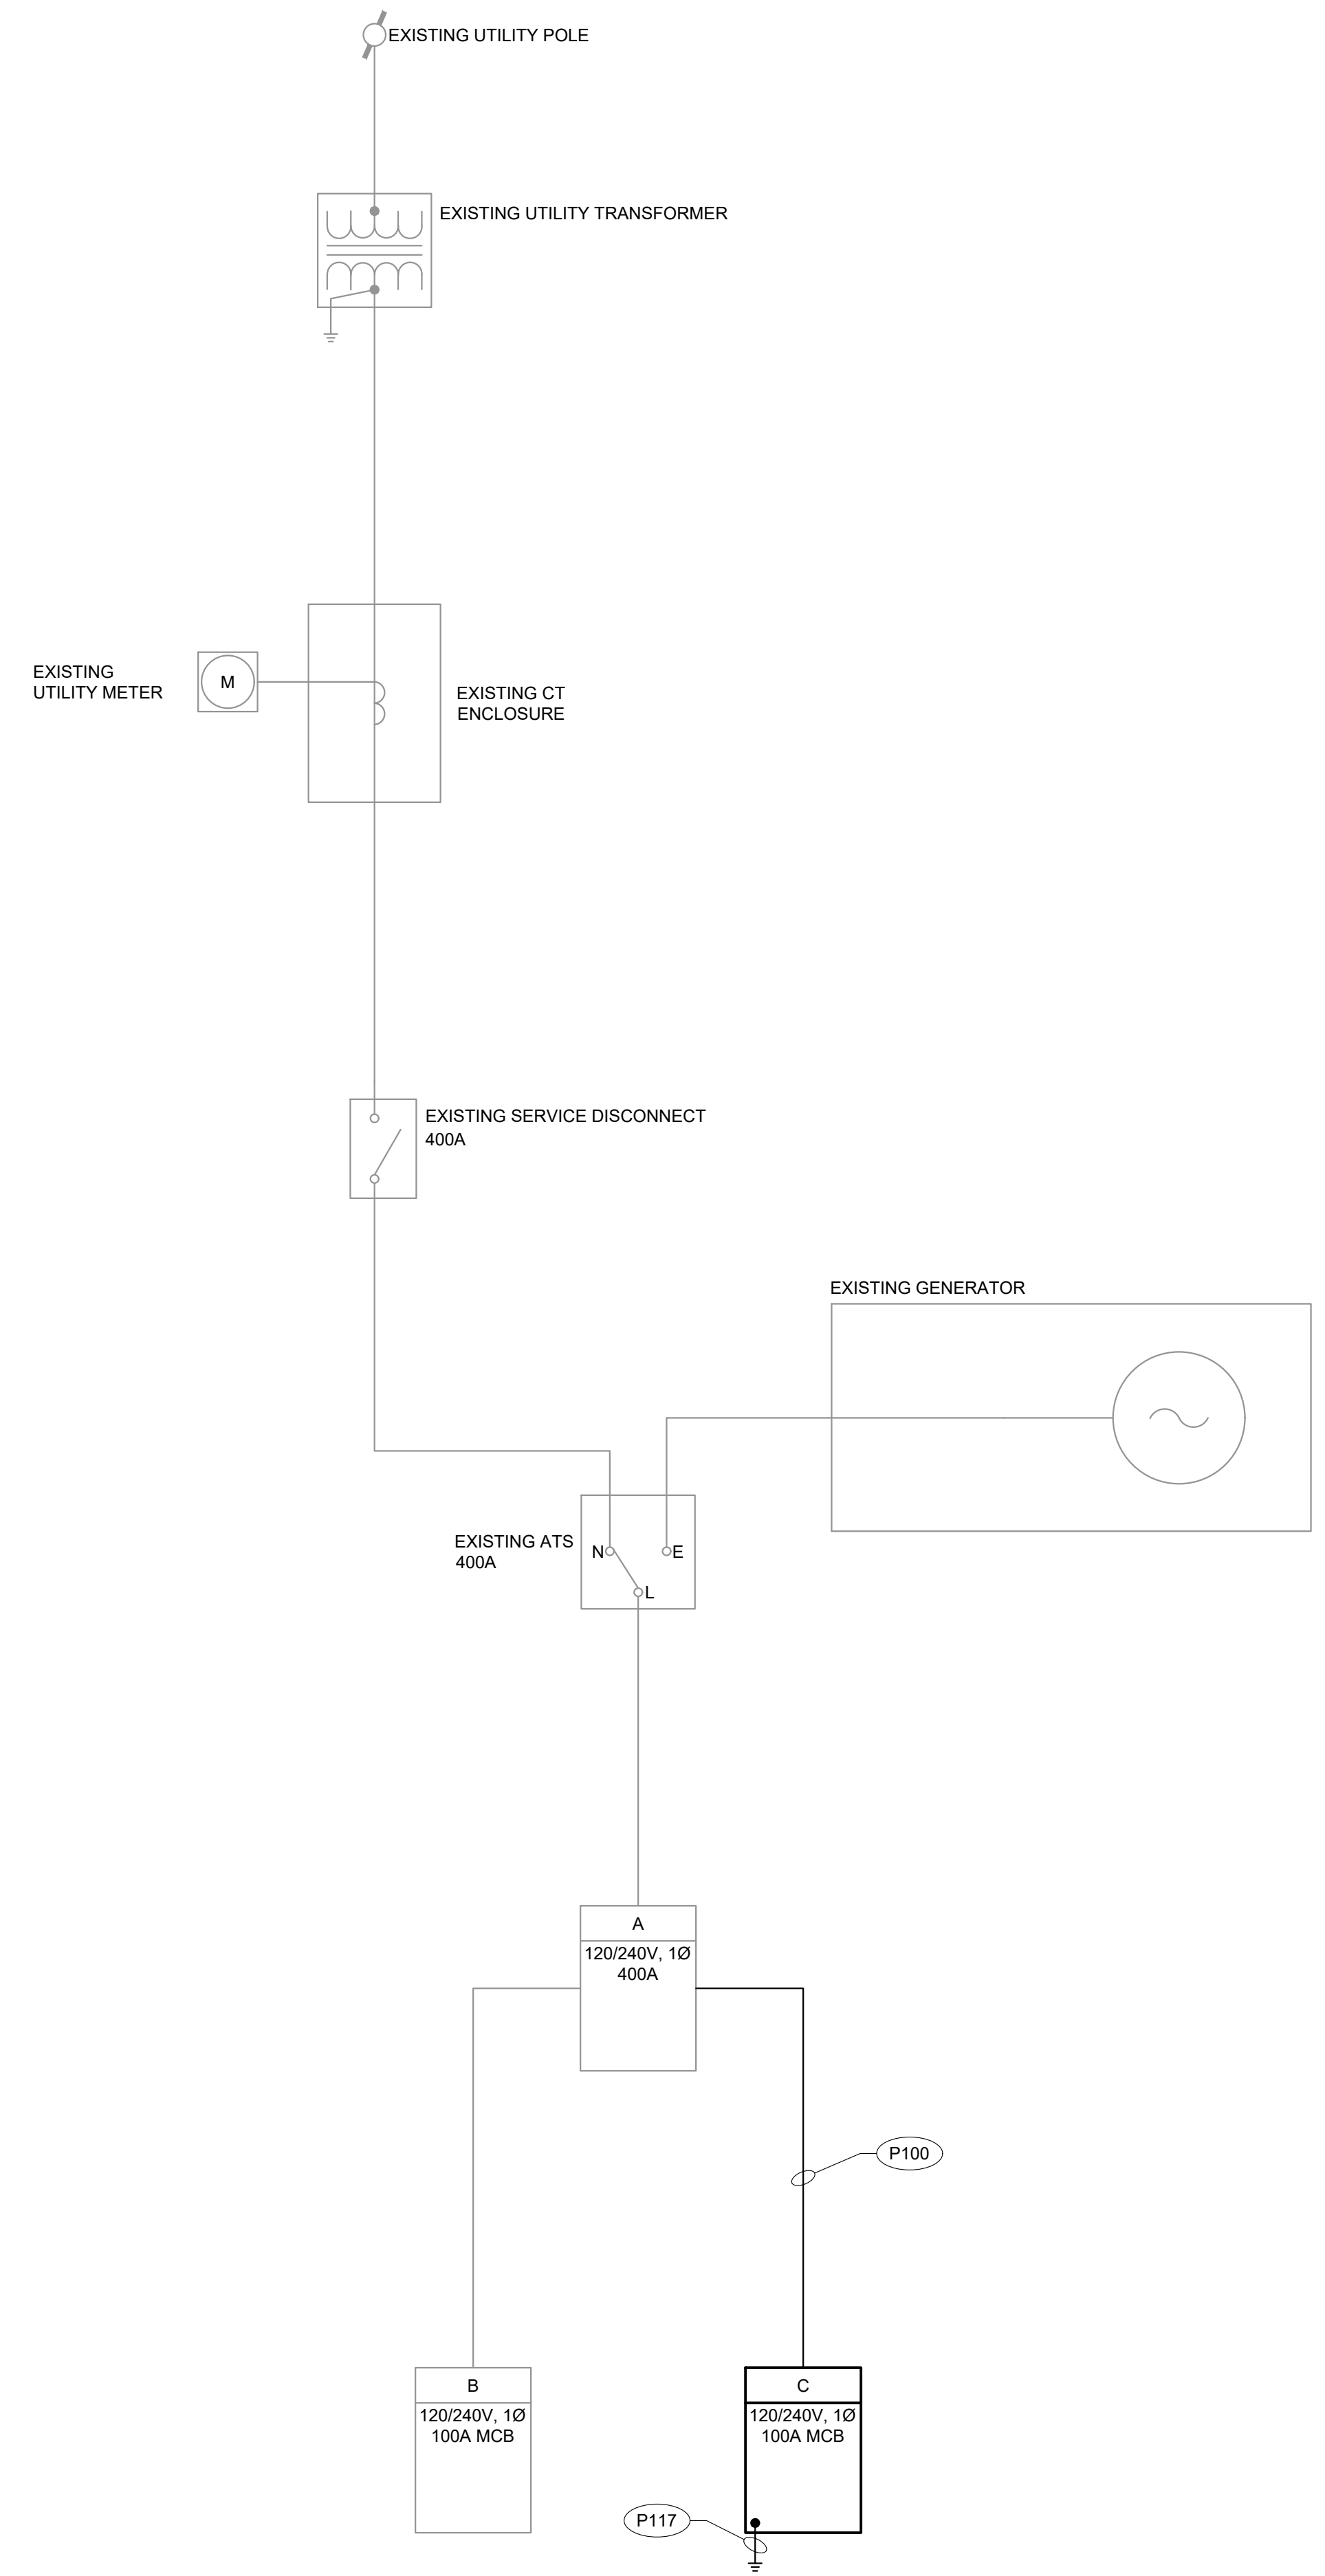 EXISTING UTILITY POLE
EXISTING UTILITY TRANSFORMER
EXISTING
UTILITY METER
M
EXISTING CT
ENCLOSURE
EXISTING SERVICE DISCONNECT
400A
EXISTING GENERATOR
EXISTING ATS
400A
N
E
L
A
120/240V, 1Ø
400A
P100
B
120/240V, 1Ø
100A MCB
C
120/240V, 1Ø
100A MCB
P117